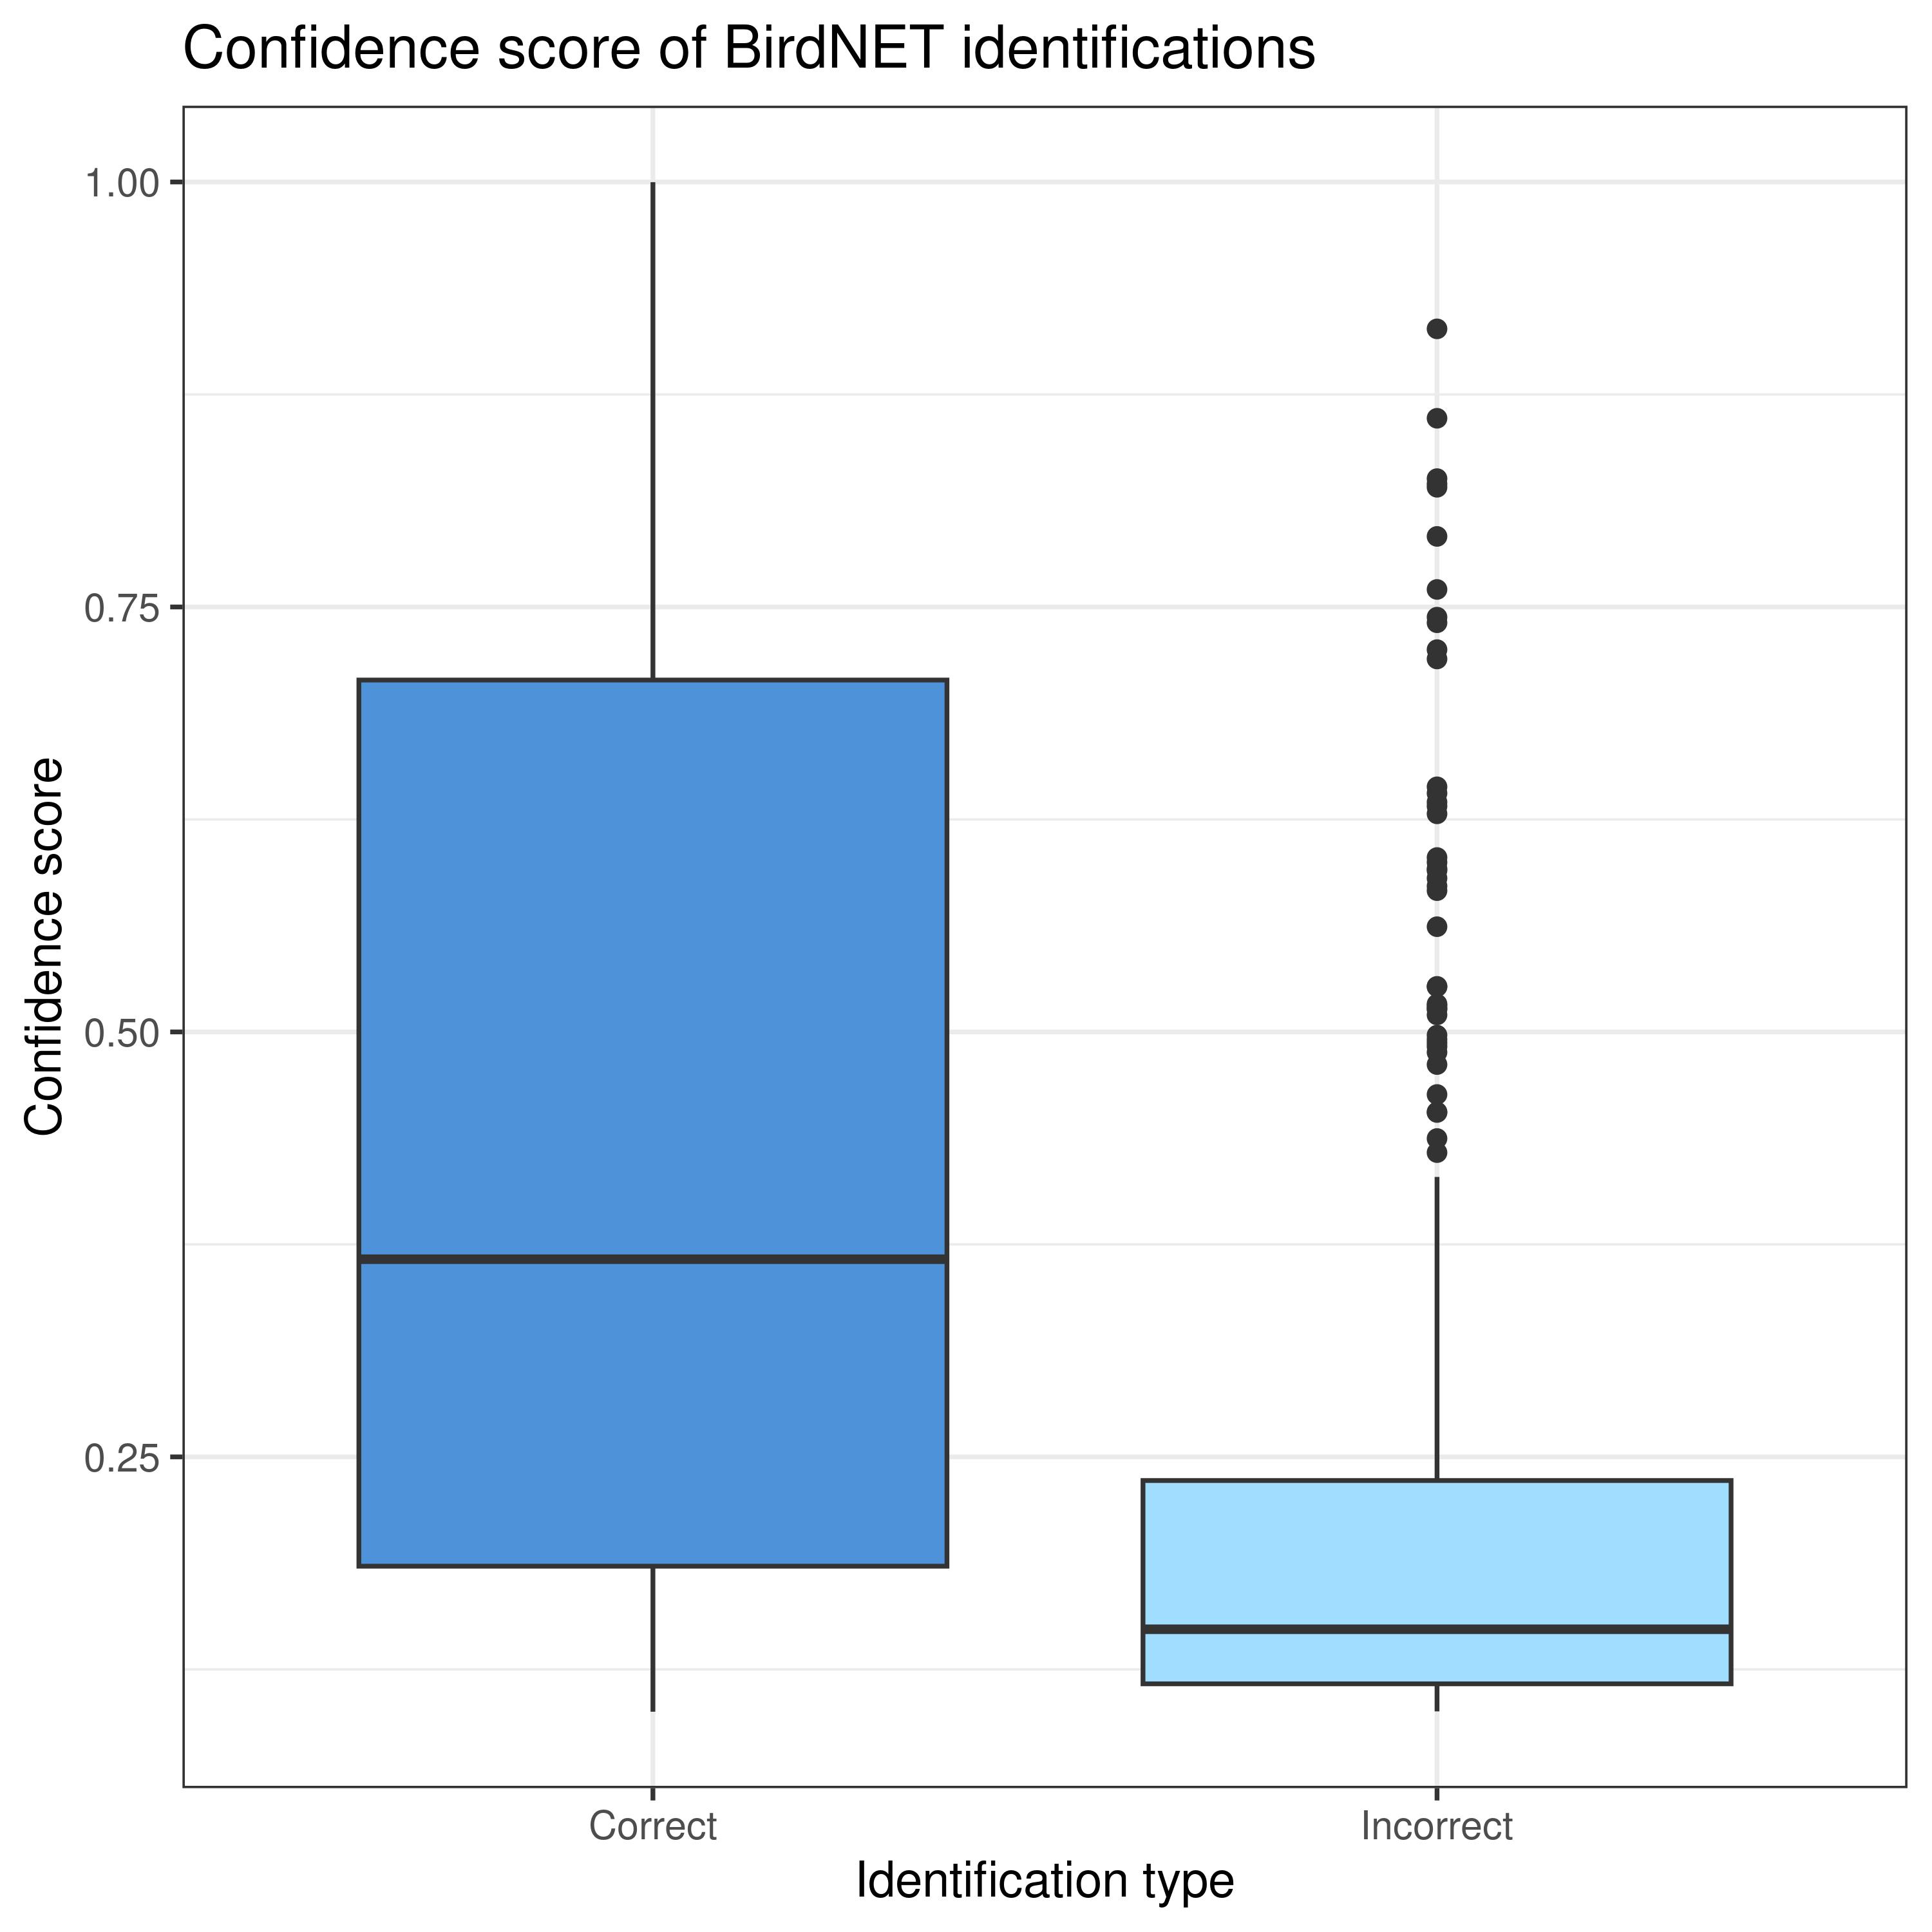 Confidence score of BirdNET identifications
1.00
0.75
0.50
0.25
Confidence score
Correct
Incorrect
Identification type